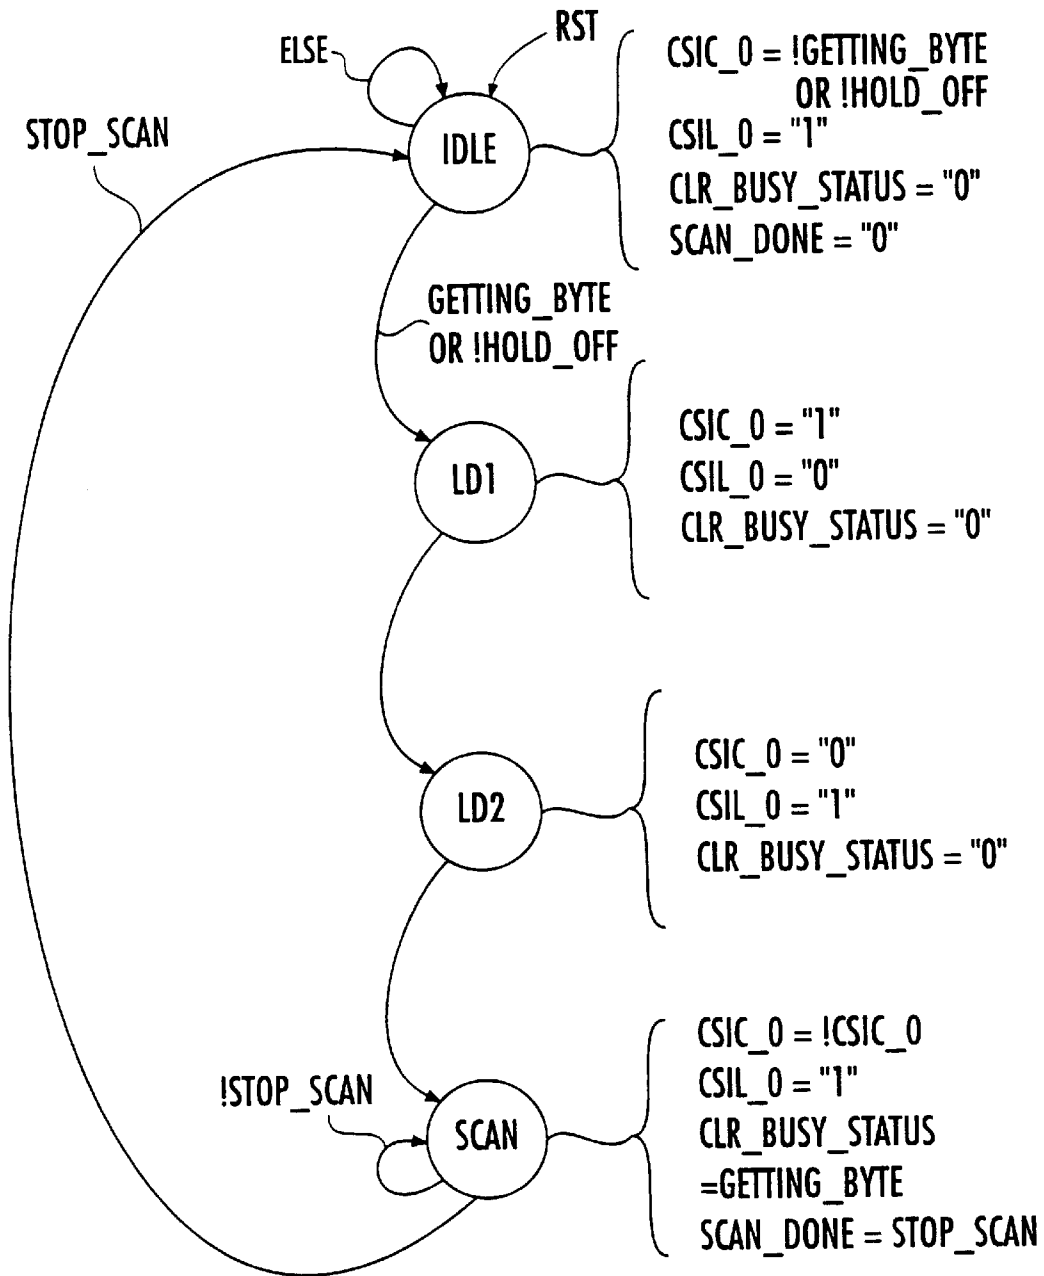 RST
ELSE
CSIC_0 = !GETTING_BYTE
OR !HOLD_OFF
CSIL_0 = "1"
CLR_BUSY_STATUS = "0"
SCAN_DONE = "0"
STOP_SCAN
IDLE
GETTING_BYTE
OR !HOLD_OFF
CSIC_0 = "1"
CSIL_0 = "0"
CLR_BUSY_STATUS = "0"
LD1
CSIC_0 = "0"
CSIL_0 = "1"
CLR_BUSY_STATUS = "0"
LD2
CSIC_0 = !CSIC_0
CSIL_0 = "1"
CLR_BUSY_STATUS
=GETTING_BYTE
SCAN_DONE = STOP_SCAN
!STOP_SCAN
SCAN